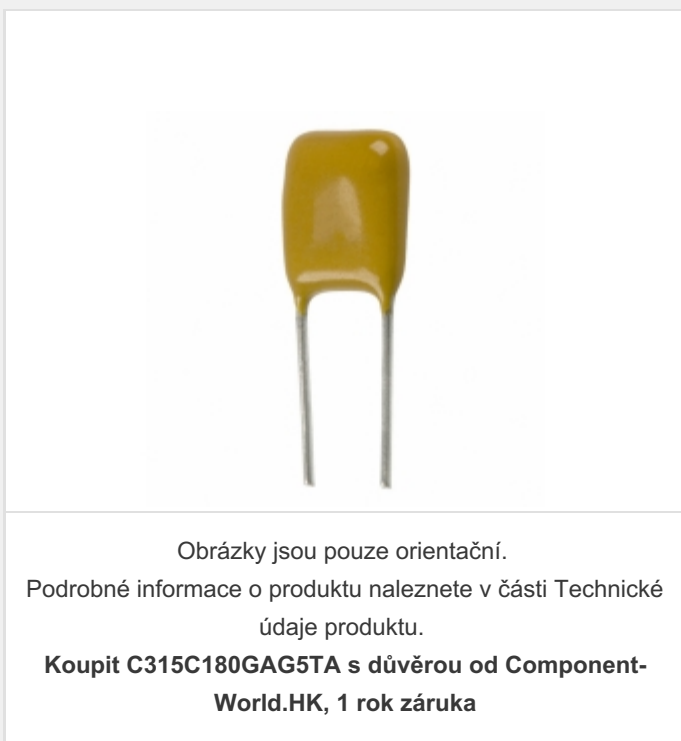 Obrázky jsou pouze orientační.
Podrobné informace o produktu naleznete v části Technické
údaje produktu.
Koupit C315C180GAG5TA s důvěrou od Component-
World.HK, 1 rok záruka